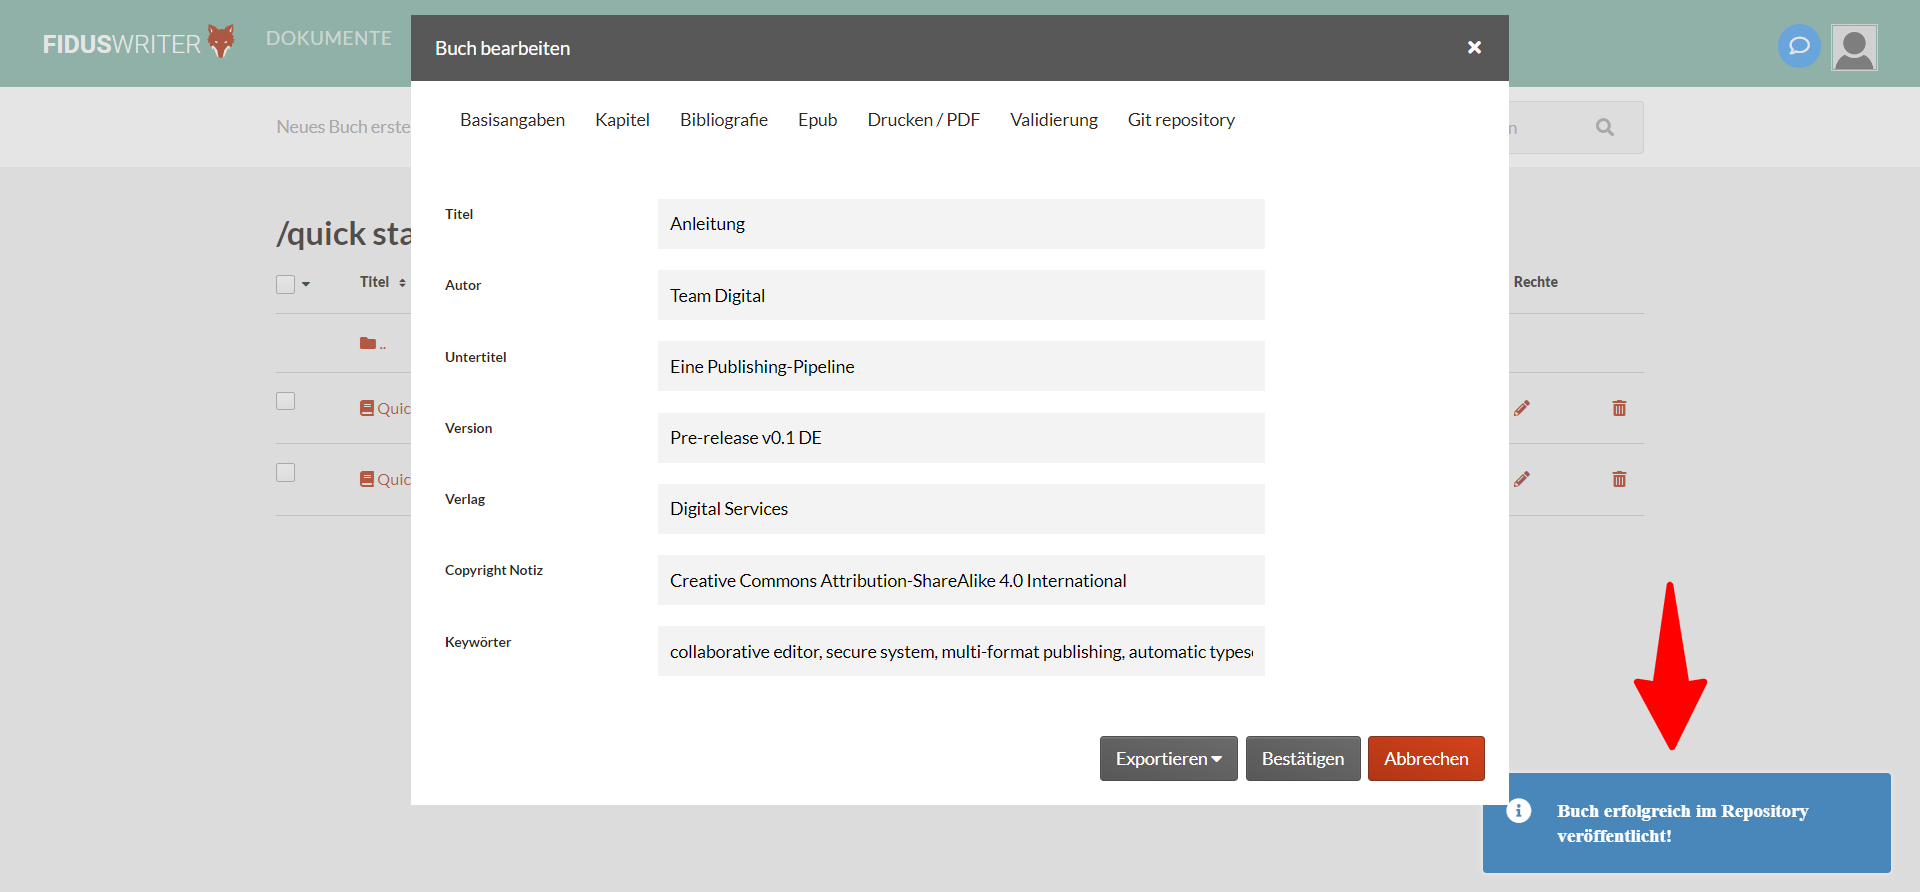 FIDUSWRITER
DOKUMENTE
Neues Buch erste
n
/quick sta
Titel
Rechte
..
Quic
Quic
Buch bearbeiten
Basisangaben Kapitel Bibliografie Epub Drucken / PDF Validierung Git repository
Titel Anleitung
Autor Team Digital
Untertitel Eine Publishing-Pipeline
Version Pre-release v0.1 DE
Verlag Digital Services
Copyright Notiz Creative Commons Attribution-ShareAlike 4.0 International
Keywörter collaborative editor, secure system, multi-format publishing, automatic types
Exportieren Bestätigen Abbrechen
Buch erfolgreich im Repository
veröffentlicht!